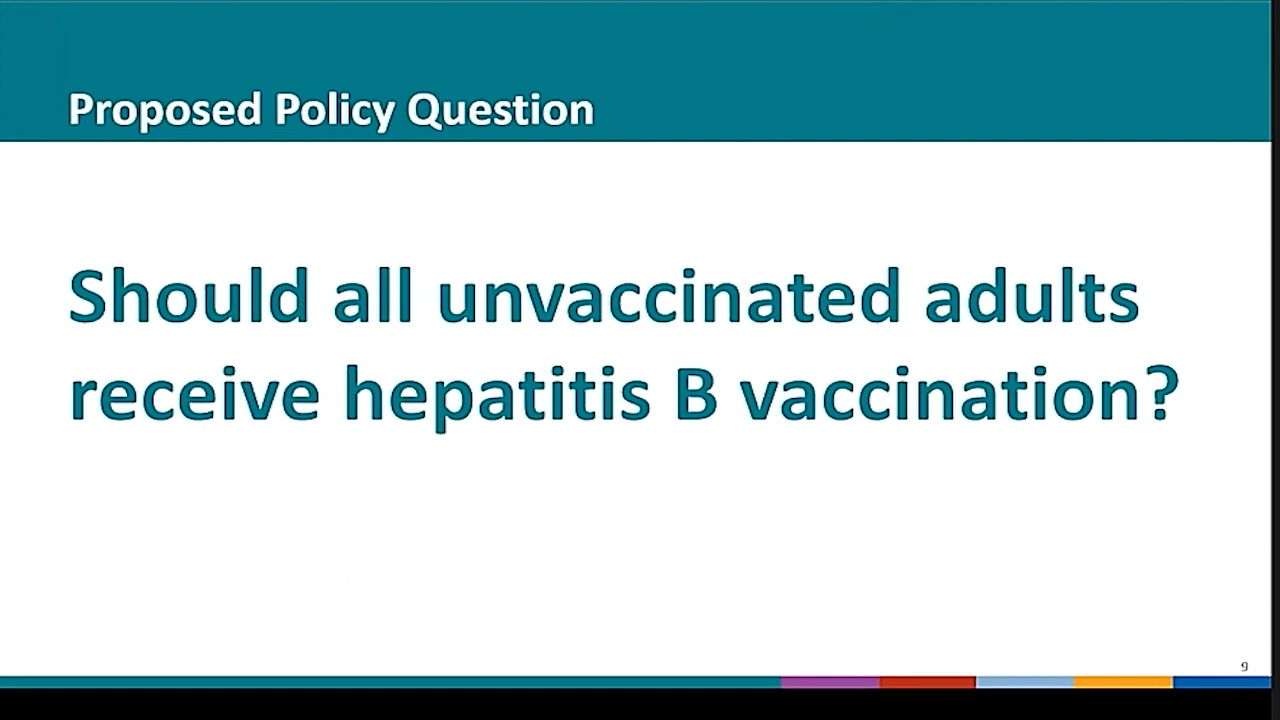 Proposed Policy Question
Should all unvaccinated adults
receive hepatitis B vaccination?
9